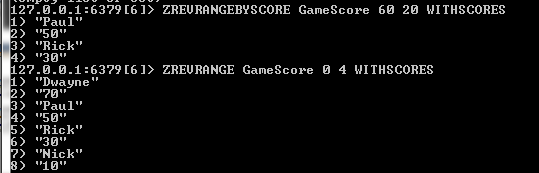 127.0.0.1:6379[6]> ZREVRANGEBYSCORE GameScore 60 20 WITHSCORES
1) "Paul"
2) "50"
3) "Rick"
4) "30"
127.0.0.1:6379[6]> ZREVRANGE GameScore 0 4 WITHSCORES
1) "Dwayne"
2) "70"
3) "Paul"
4) "50"
5) "Rick"
6) "30"
7) "Nick"
8) "10"